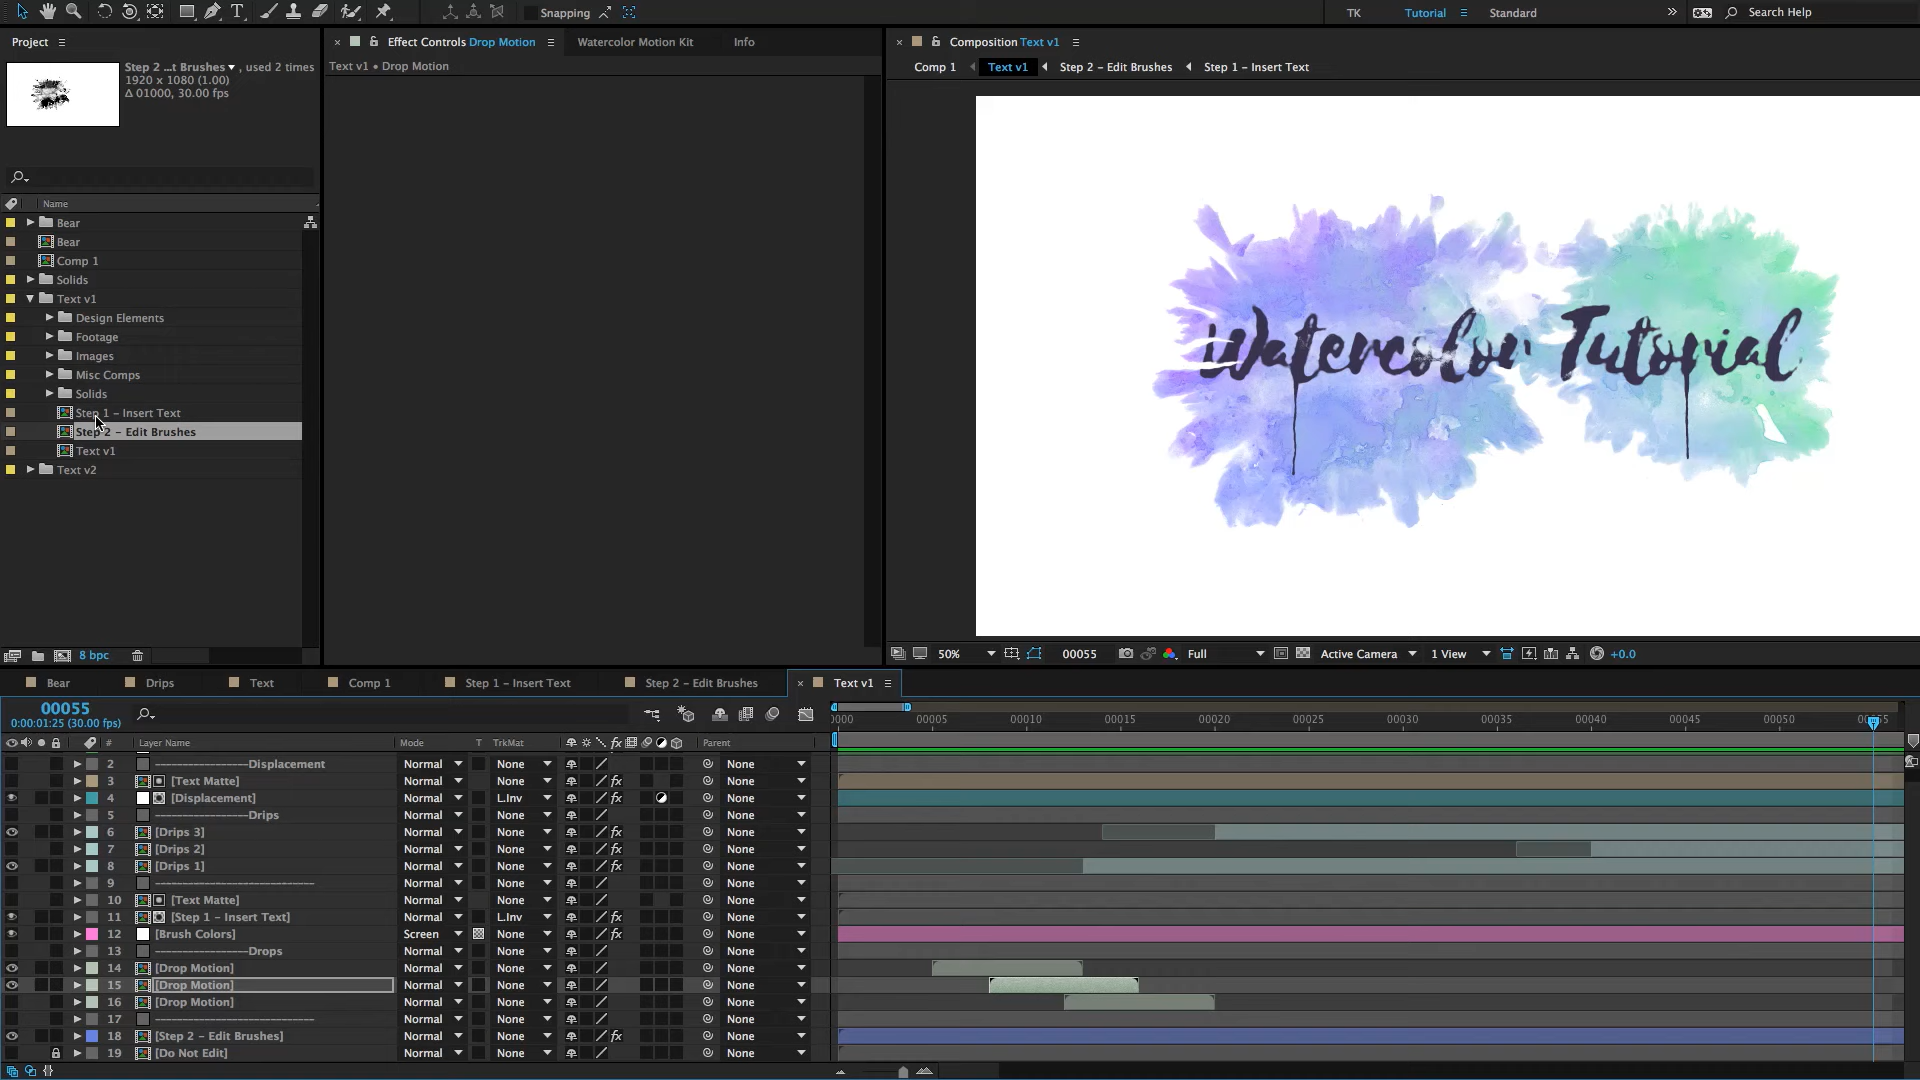 T
Snapping
TK
Tutorial
Standard
Search Help
Project
Effect Controls Drop Motion
Watercolor Motion Kit
Info
Composition Text v1
Step 2 ...t Brushes , used 2 times
1920 x 1080 (1.00)
Δ 01000, 30.00 fps
Text v1 • Drop Motion
Comp 1
Text v1
Step 2 – Edit Brushes
Step 1 – Insert Text
Name
Bear
Bear
Comp 1
Solids
Text v1
Design Elements
Footage
Images
Misc Comps
Solids
Step 1 – Insert Text
Step 2 – Edit Brushes
Text v1
Text v2
Watercolor Tutorial
8 bpc
50%
00055
Full
Active Camera
1 View
+0.0
Bear
Drips
Text
Comp 1
Step 1 – Insert Text
Step 2 – Edit Brushes
Text v1
00055
0:00:01:25 (30.00 fps)
0000 00005 00010 00015 00020 00025 00030 00035 00040 00045 00050
# Layer Name Mode T TrkMat fx Parent
2 -----------------Displacement Normal None None
3 [Text Matte] Normal None fx None
4 [Displacement] Normal L.Inv fx None
5 -----------------Drips Normal None None
6 [Drips 3] Normal None fx None
7 [Drips 2] Normal None fx None
8 [Drips 1] Normal None fx None
9 ----------------------------- Normal None None
10 [Text Matte] Normal None None
11 [Step 1 – Insert Text] Normal L.Inv fx None
12 [Brush Colors] Screen None fx None
13 -----------------Drops Normal None None
14 [Drop Motion] Normal None None
15 [Drop Motion] Normal None None
16 [Drop Motion] Normal None None
17 ----------------------------- Normal None None
18 [Step 2 – Edit Brushes] Normal None fx None
19 [Do Not Edit] Normal None None